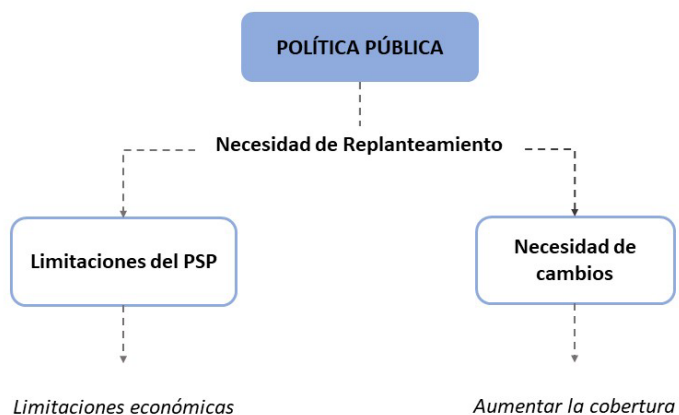 POLÍTICA PÚBLICA
Necesidad de Replanteamiento
Limitaciones del PSP
Necesidad de
cambios
Limitaciones económicas
Aumentar la cobertura